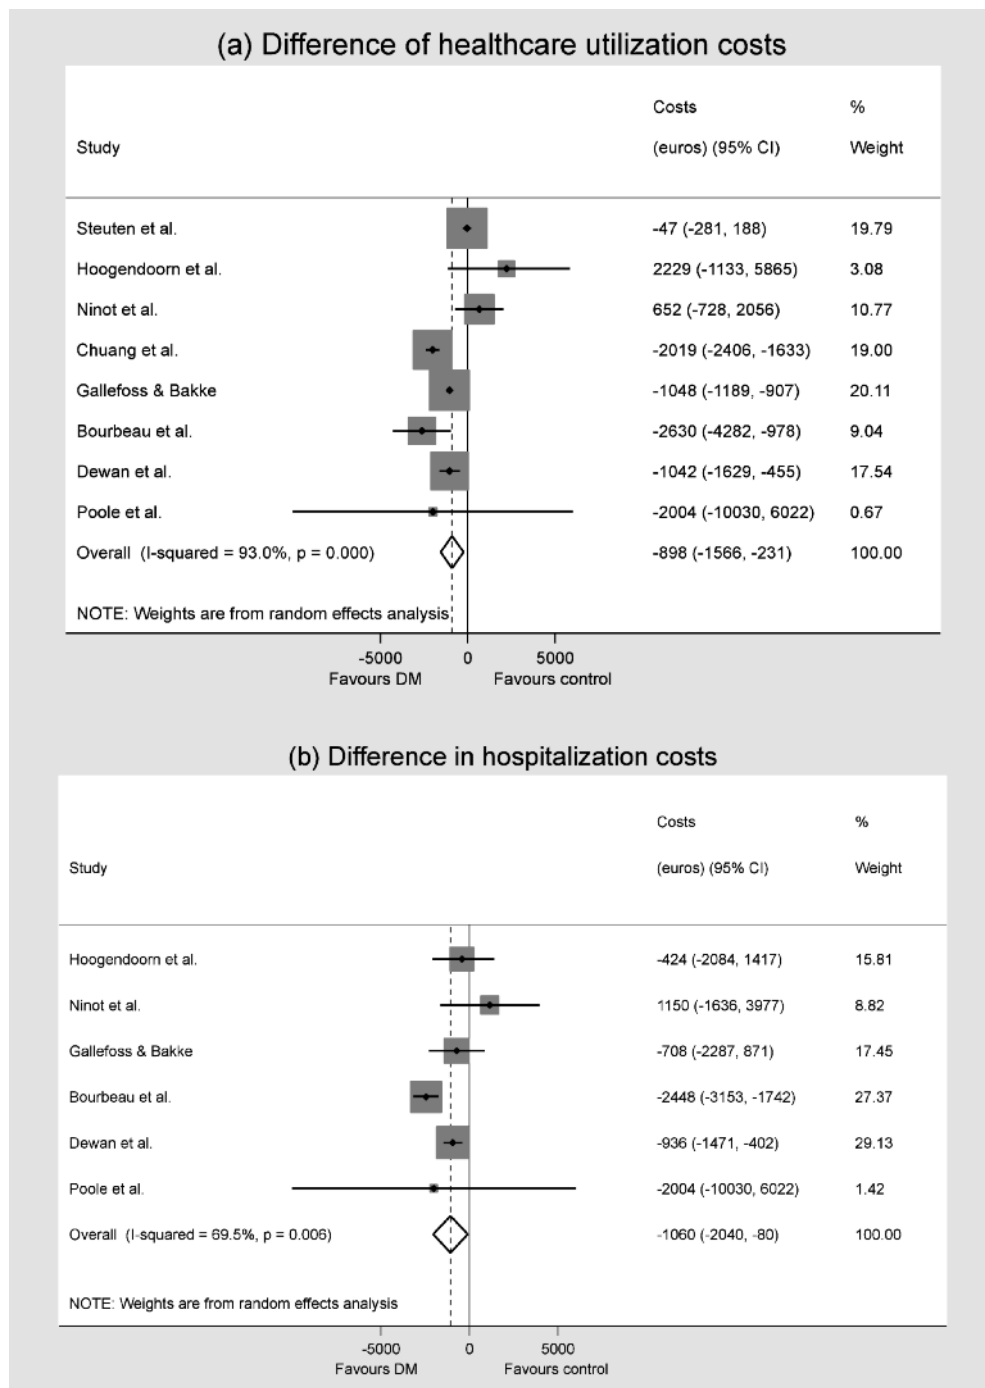 (a) Difference of healthcare utilization costs
Costs %
Study (euros) (95% CI) Weight
Steuten et al. -47 (-281, 188) 19.79
Hoogendoorn et al. 2229 (-1133, 5865) 3.08
Ninot et al. 652 (-728, 2056) 10.77
Chuang et al. -2019 (-2406, -1633) 19.00
Gallefoss & Bakke -1048 (-1189, -907) 20.11
Bourbeau et al. -2630 (-4282, -978) 9.04
Dewan et al. -1042 (-1629, -455) 17.54
Poole et al. -2004 (-10030, 6022) 0.67
Overall (I-squared = 93.0%, p = 0.000) -898 (-1566, -231) 100.00
NOTE: Weights are from random effects analysis
-5000 0 5000
Favours DM Favours control
(b) Difference in hospitalization costs
Costs %
Study (euros) (95% CI) Weight
Hoogendoorn et al. -424 (-2084, 1417) 15.81
Ninot et al. 1150 (-1636, 3977) 8.82
Gallefoss & Bakke -708 (-2287, 871) 17.45
Bourbeau et al. -2448 (-3153, -1742) 27.37
Dewan et al. -936 (-1471, -402) 29.13
Poole et al. -2004 (-10030, 6022) 1.42
Overall (I-squared = 69.5%, p = 0.006) -1060 (-2040, -80) 100.00
NOTE: Weights are from random effects analysis
-5000 0 5000
Favours DM Favours control